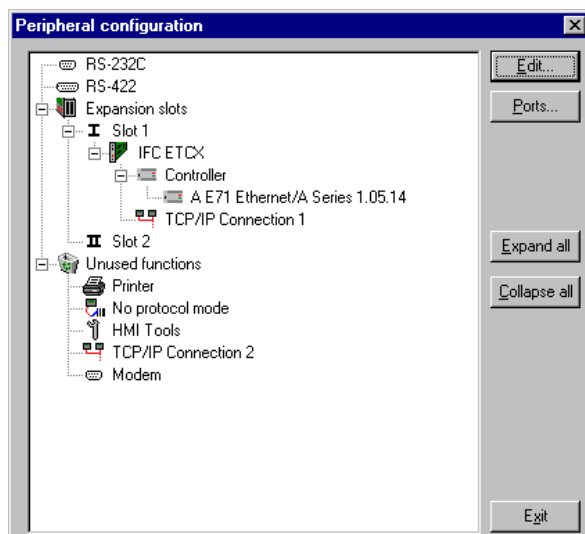 Peripheral configuration
RS-232C
RS-422
Expansion slots
I Slot 1
IFC ETCX
Controller
A E71 Ethernet/A Series 1.05.14
TCP/IP Connection 1
II Slot 2
Unused functions
Printer
No protocol mode
HMI Tools
TCP/IP Connection 2
Modem
Edit...
Ports...
Expand all
Collapse all
Exit